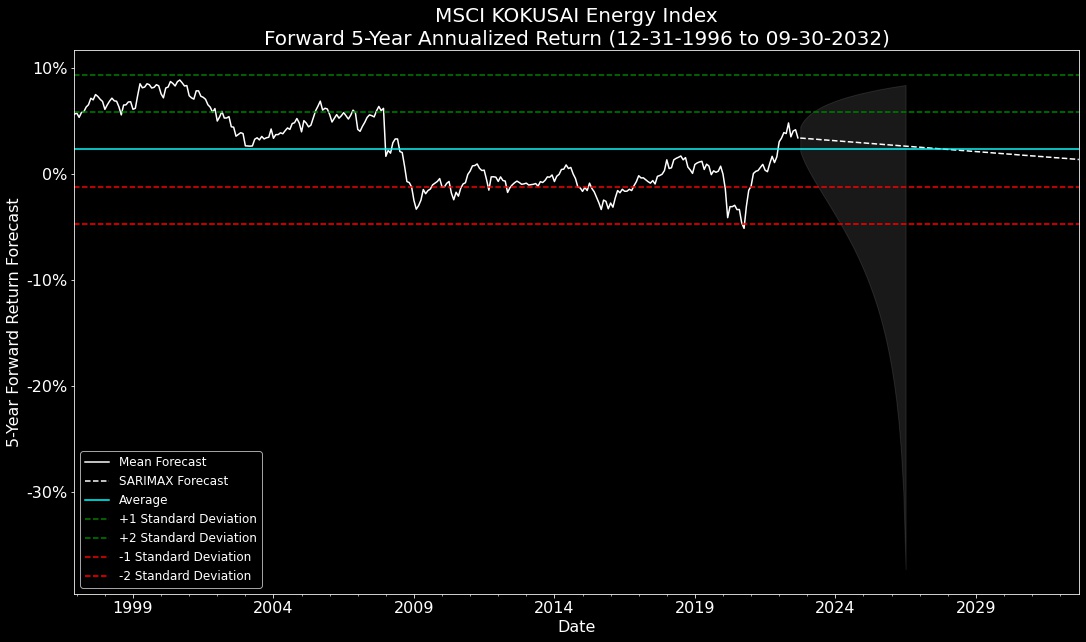 MSCI KOKUSAI Energy Index
Forward 5-Year Annualized Return (12-31-1996 to 09-30-2032)
10%
0%
-10%
-20%
-30%
5-Year Forward Return Forecast
Mean Forecast
SARIMAX Forecast
Average
+1 Standard Deviation
+2 Standard Deviation
-1 Standard Deviation
-2 Standard Deviation
1999 2004 2009 2014 2019 2024 2029
Date